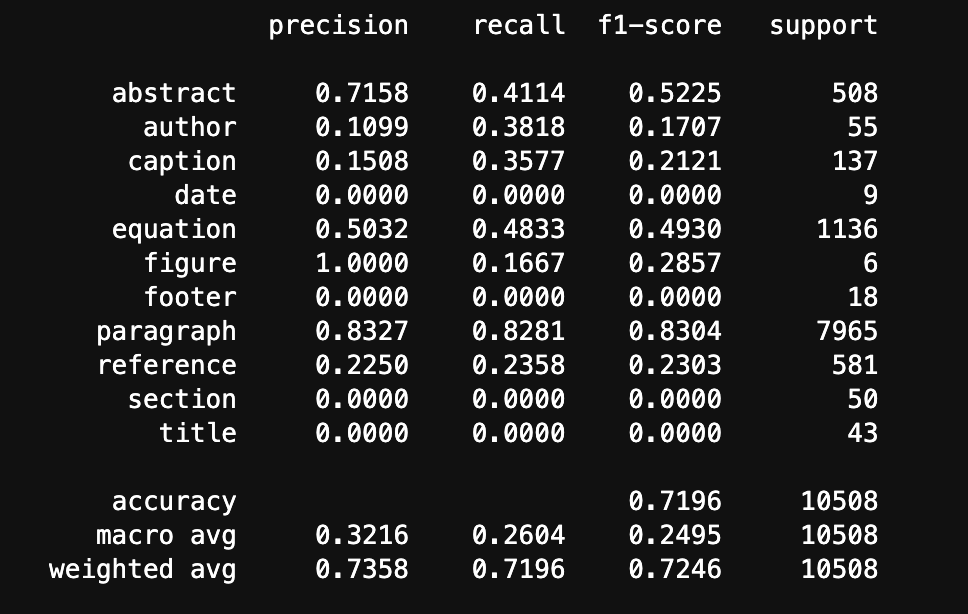 precision recall f1-score support
abstract 0.7158 0.4114 0.5225 508
author 0.1099 0.3818 0.1707 55
caption 0.1508 0.3577 0.2121 137
date 0.0000 0.0000 0.0000 9
equation 0.5032 0.4833 0.4930 1136
figure 1.0000 0.1667 0.2857 6
footer 0.0000 0.0000 0.0000 18
paragraph 0.8327 0.8281 0.8304 7965
reference 0.2250 0.2358 0.2303 581
section 0.0000 0.0000 0.0000 50
title 0.0000 0.0000 0.0000 43
accuracy 0.7196 10508
macro avg 0.3216 0.2604 0.2495 10508
weighted avg 0.7358 0.7196 0.7246 10508